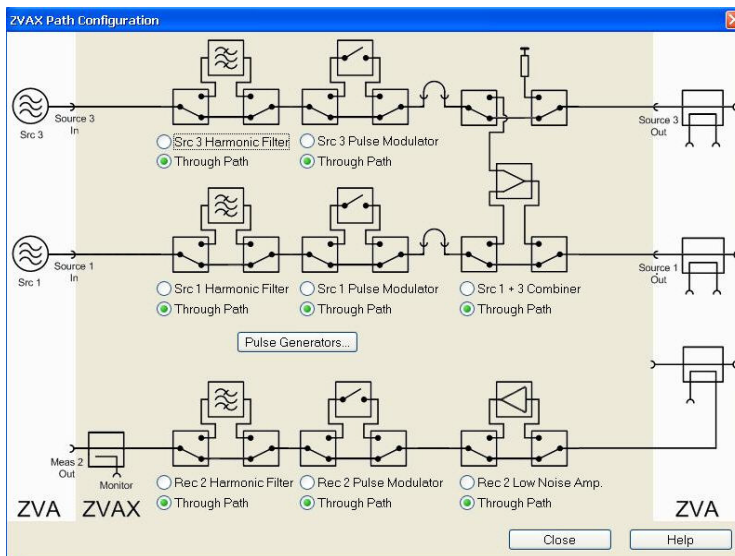 ZVAX Path Configuration
Src 3
Source 3
In
Src 3 Harmonic Filter
Through Path
Src 3 Pulse Modulator
Through Path
Source 3
Out
Src 1
Source 1
In
Src 1 Harmonic Filter
Through Path
Src 1 Pulse Modulator
Through Path
Src 1 + 3 Combiner
Through Path
Source 1
Out
Pulse Generators...
Meas 2
Out
Monitor
Rec 2 Harmonic Filter
Through Path
Rec 2 Pulse Modulator
Through Path
Rec 2 Low Noise Amp.
Through Path
ZVA
ZVAX
ZVA
Close
Help